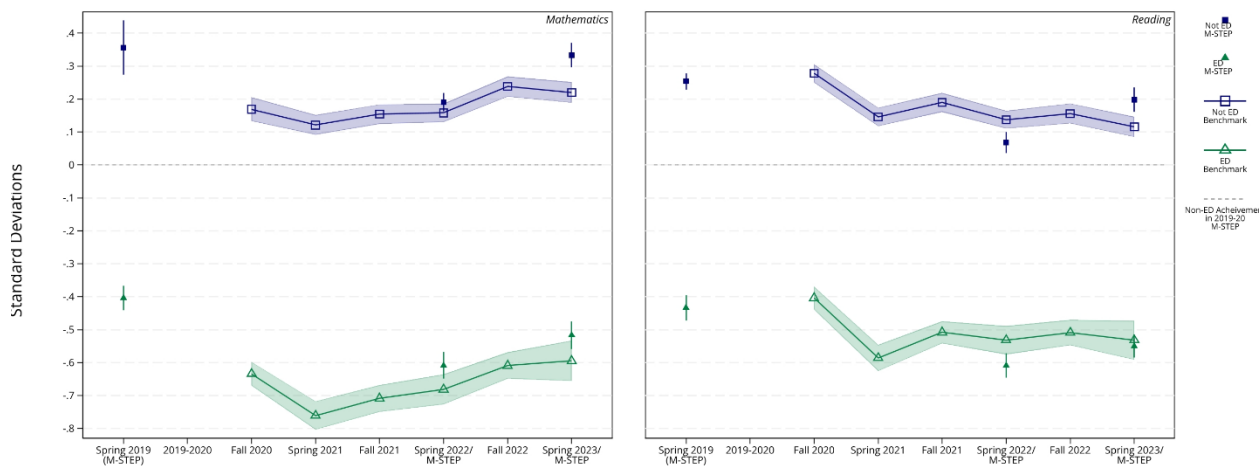 Mathematics
Reading
Standard Deviations
.4
.3
.2
.1
0
-.1
-.2
-.3
-.4
-.5
-.6
-.7
-.8
Spring 2019
(M-STEP)
2019-2020
Fall 2020
Spring 2021
Fall 2021
Spring 2022/
M-STEP
Fall 2022
Spring 2023/
M-STEP
Spring 2019
(M-STEP)
2019-2020
Fall 2020
Spring 2021
Fall 2021
Spring 2022/
M-STEP
Fall 2022
Spring 2023/
M-STEP
Not ED
M-STEP
ED
M-STEP
Not ED
Benchmark
ED
Benchmark
Non-ED Acheivemen
in 2019-20
M-STEP